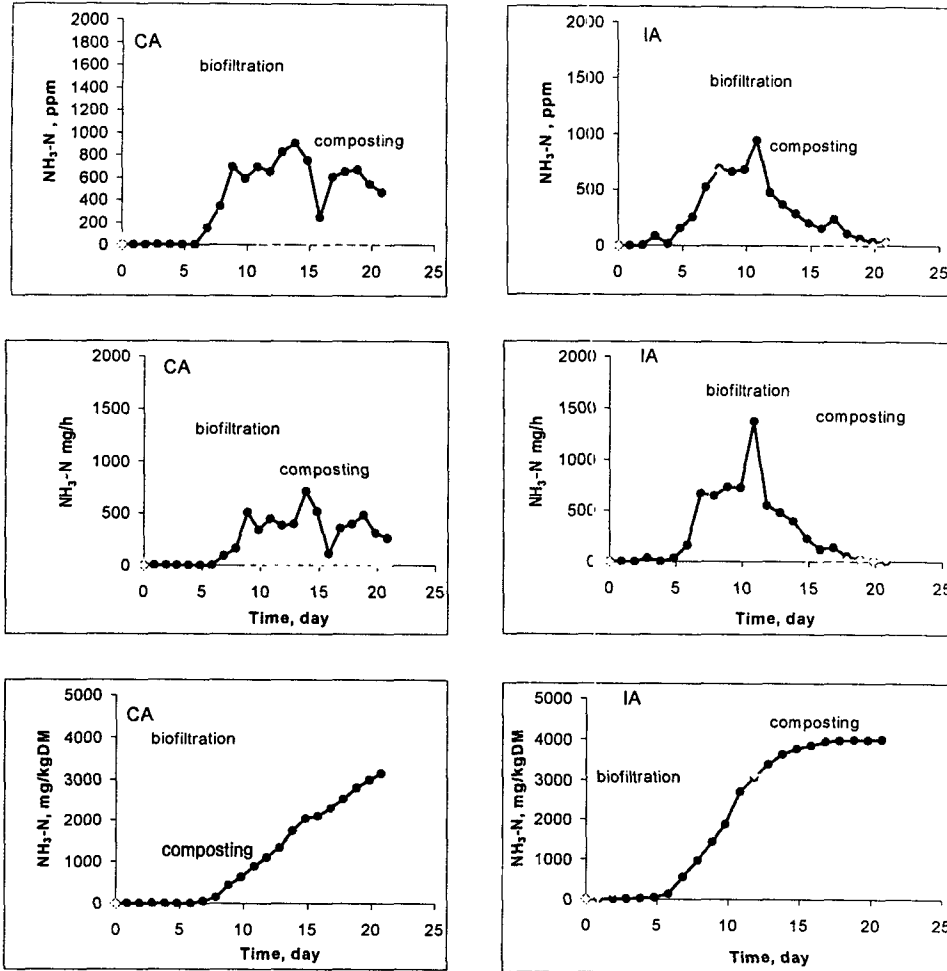 CA
biofiltration
composting
NH₃-N , ppm
2000
1800
1600
1400
1200
1000
800
600
400
200
0
0 5 10 15 20 25
IA
biofiltration
composting
NH₃-N, ppm
2000
1500
1000
500
0
0 5 10 15 20 25
CA
biofiltration
composting
NH₃-N mg/h
2000
1500
1000
500
0
0 5 10 15 20 25
Time, day
IA
biofiltration
composting
NH₃-N mg/h
2000
1500
1000
500
0
0 5 10 15 20 25
Time, day
CA
biofiltration
composting
NH₃-N, mg/kgDM
5000
4000
3000
2000
1000
0
0 5 10 15 20 25
Time, day
IA
composting
biofiltration
NH₃-N, mg/kgDM
5000
4000
3000
2000
1000
0
0 5 10 15 20 25
Time, day